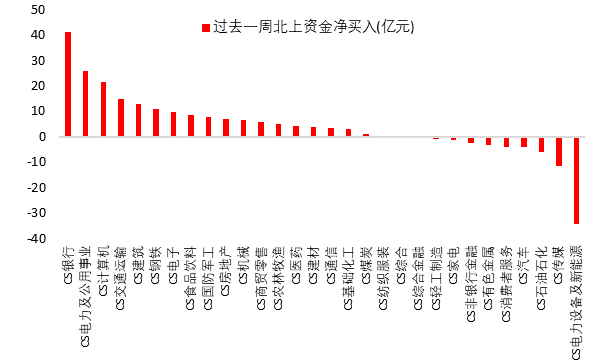 过去一周北上资金净买入(亿元)
50
40
30
20
10
0
-10
-20
-30
-40
CS银行
CS电力及公用事业
CS计算机
CS交通运输
CS建筑
CS钢铁
CS电子
CS食品饮料
CS国防军工
CS房地产
CS机械
CS商贸零售
CS农林牧渔
CS医药
CS建材
CS通信
CS基础化工
CS煤炭
CS纺织服装
CS综合
CS综合金融
CS轻工制造
CS家电
CS非银行金融
CS有色金属
CS消费者服务
CS汽车
CS石油石化
CS传媒
CS电力设备及新能源